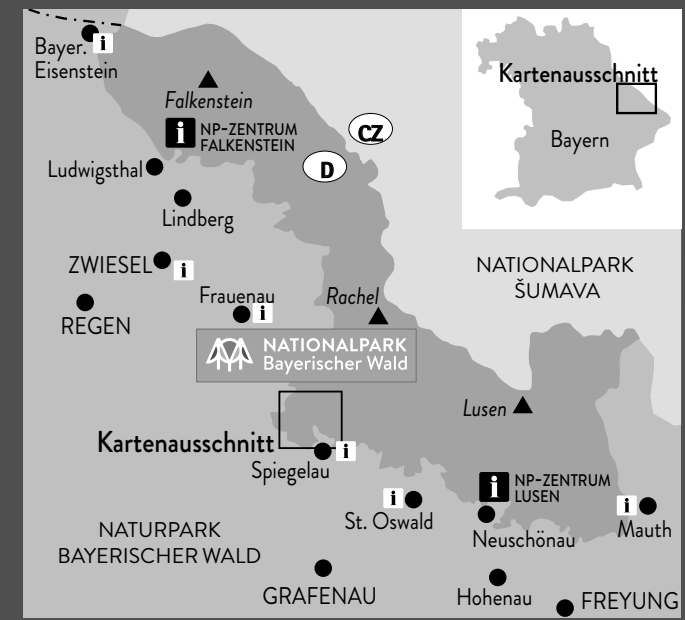 Bayer.
Eisenstein
i
Falkenstein
i
NP-ZENTRUM
FALKENSTEIN
CZ
D
Kartenausschnitt
Bayern
Ludwigsthal
Lindberg
ZWIESEL
i
REGEN
Frauenau
i
Rachel
NATIONALPARK
ŠUMAVA
NATIONALPARK
Bayerischer Wald
Lusen
Kartenausschnitt
i
Spiegelau
i
St. Oswald
i
NP-ZENTRUM
LUSEN
Neuschönau
i
Mauth
NATURPARK
BAYERISCHER WALD
GRAFENAU
Hohenau
FREYUNG